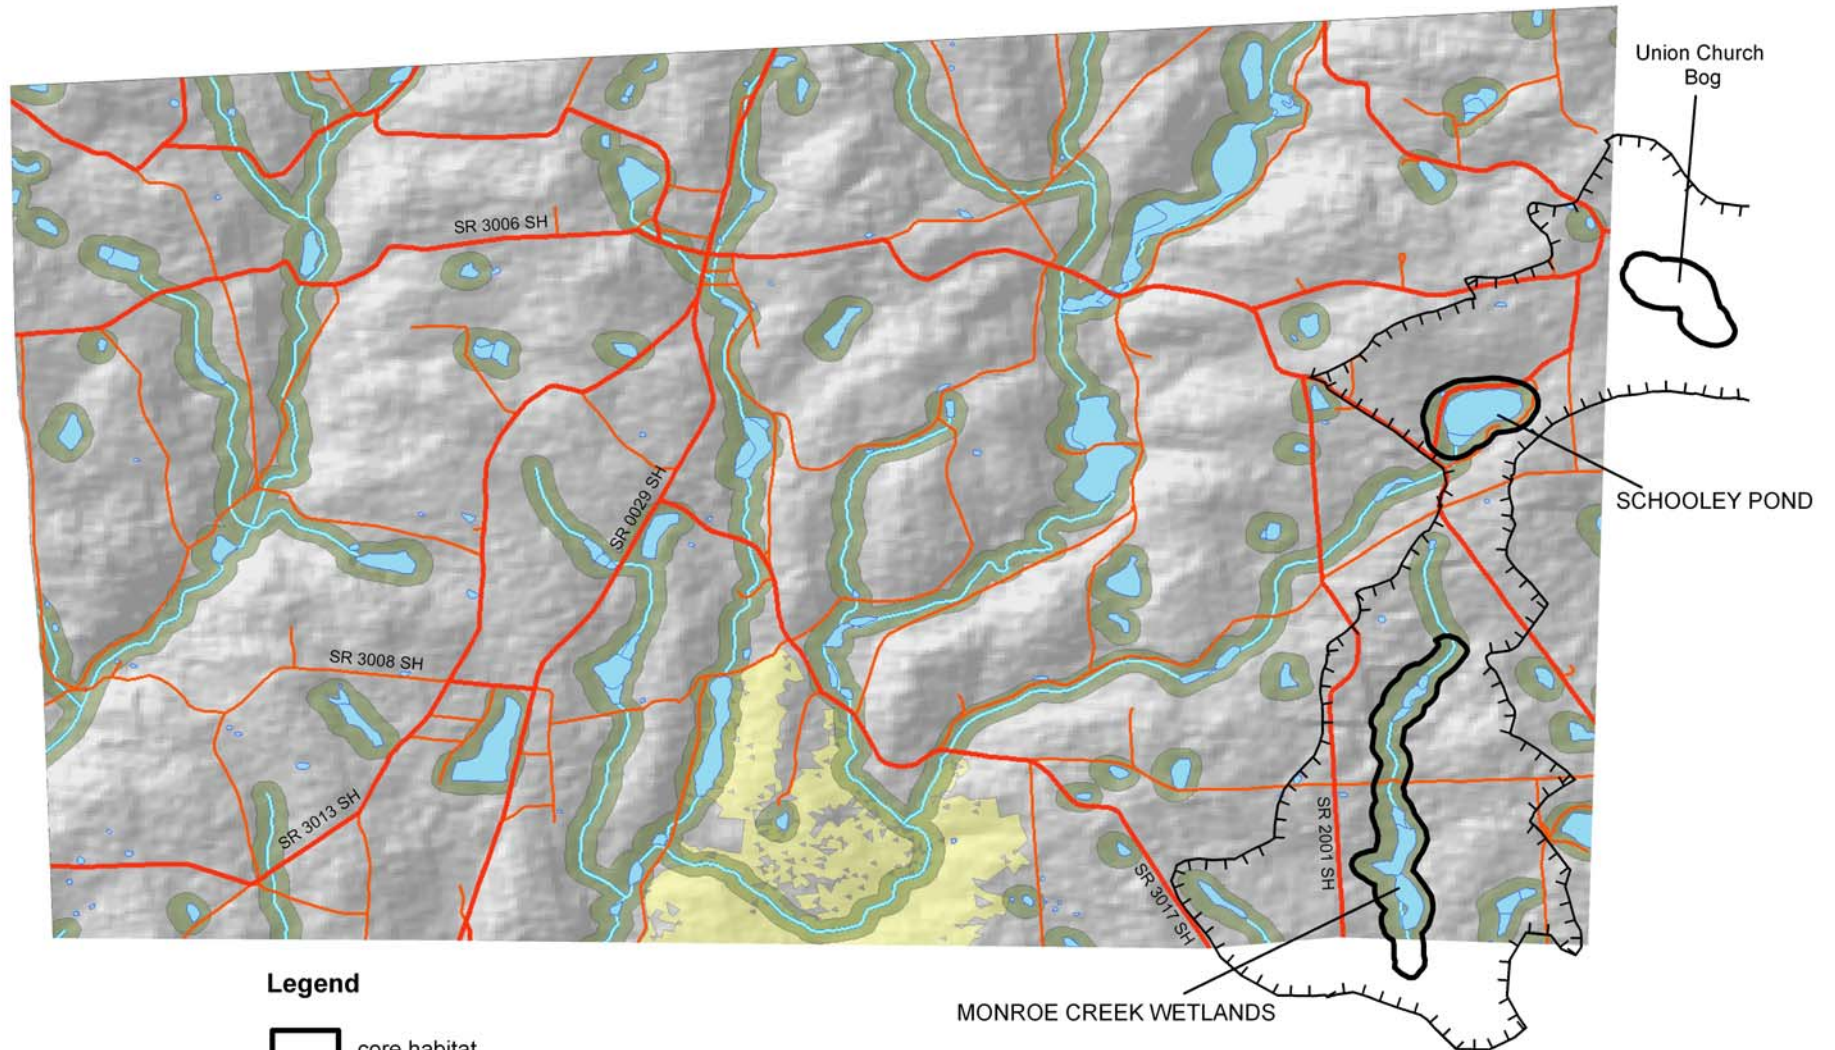 Union Church
Bog
SR 3006 SH
SR 0029 SH
SCHOOLEY POND
SR 3008 SH
SR 3013 SH
SR 2001 SH
SR 3017 SH
MONROE CREEK WETLANDS
Legend
core habitat